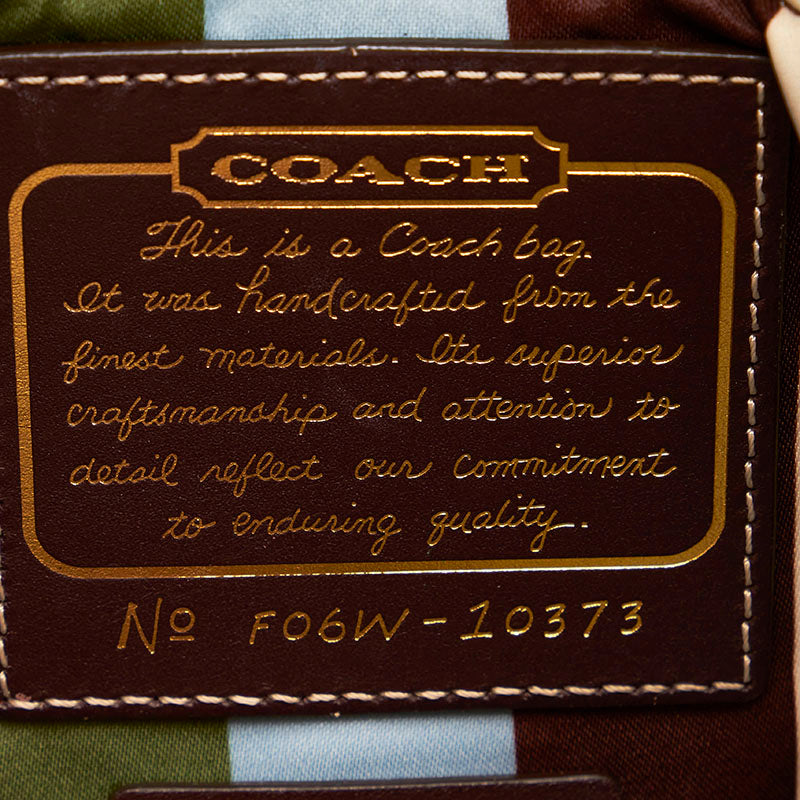 COACH
This is a Coach bag.
It was handcrafted from the
finest materials. Its superior
craftsmanship and attention to
detail reflect our commitment
to enduring quality.
Nº F06W-10373